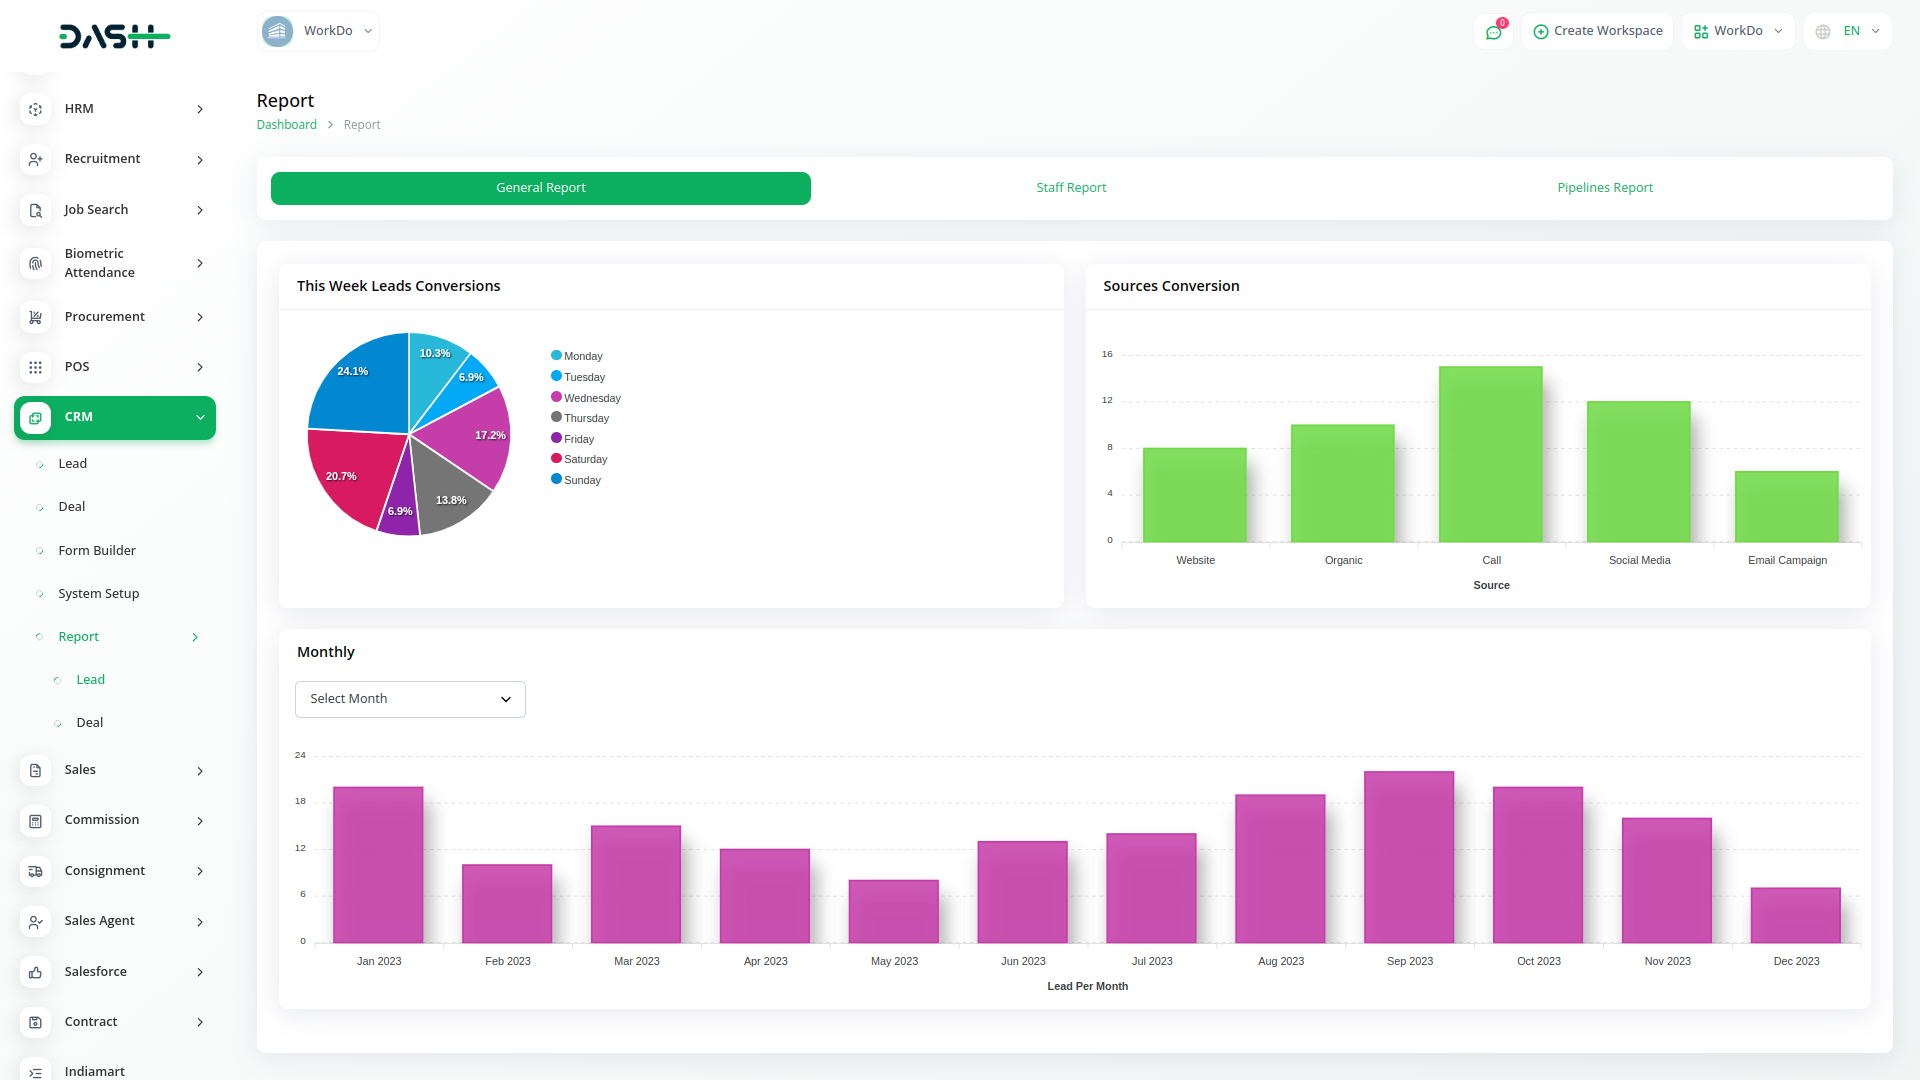 DASH
WorkDo
0
Create Workspace
WorkDo
EN
HRM
Recruitment
Job Search
Biometric
Attendance
Procurement
POS
CRM
Lead
Deal
Form Builder
System Setup
Report
Lead
Deal
Sales
Commission
Consignment
Sales Agent
Salesforce
Contract
Indiamart
Report
Dashboard > Report
General Report
Staff Report
Pipelines Report
This Week Leads Conversions
10.3%
6.9%
17.2%
13.8%
6.9%
20.7%
24.1%
Monday
Tuesday
Wednesday
Thursday
Friday
Saturday
Sunday
Sources Conversion
16
12
8
4
0
Website Organic Call Social Media Email Campaign
Source
Monthly
Select Month
24
18
12
6
0
Jan 2023 Feb 2023 Mar 2023 Apr 2023 May 2023 Jun 2023 Jul 2023 Aug 2023 Sep 2023 Oct 2023 Nov 2023 Dec 2023
Lead Per Month